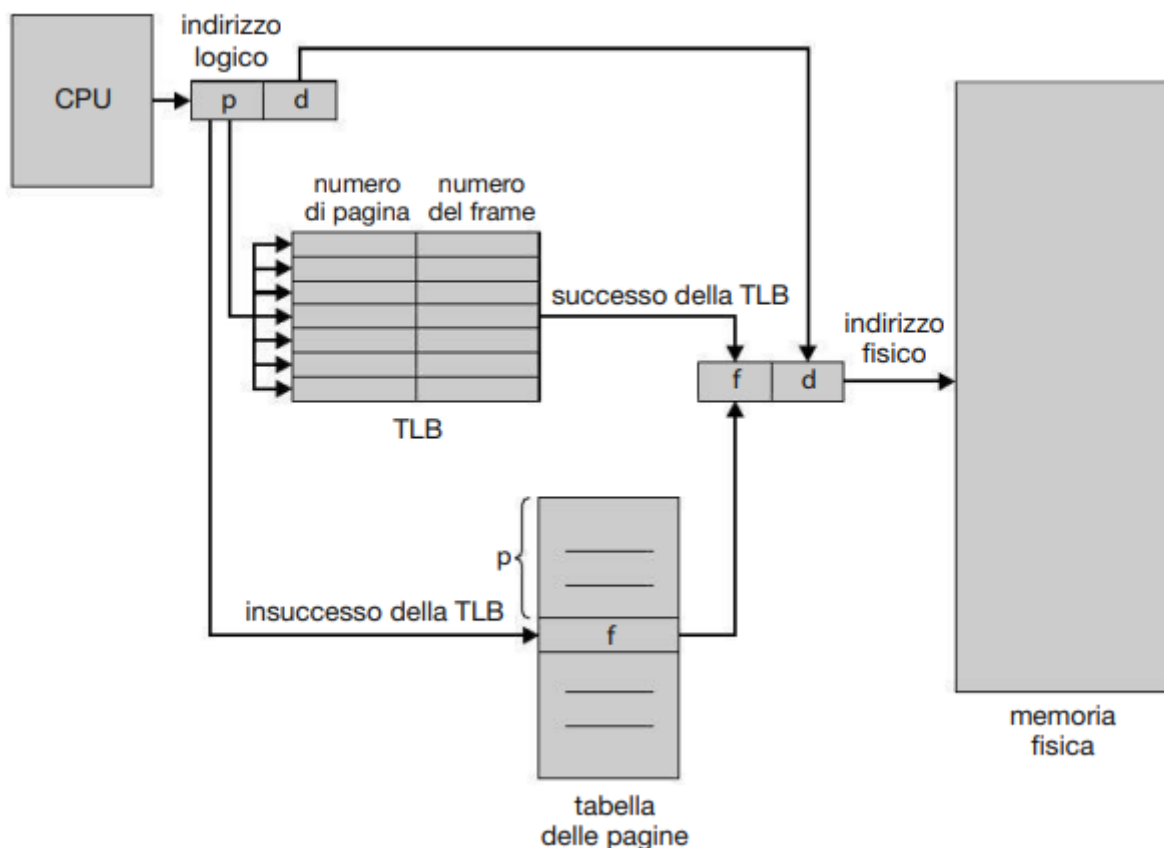 indirizzo
logico
CPU
p
d
numero
di pagina
numero
del frame
successo della TLB
indirizzo
fisico
f
d
TLB
p
insuccesso della TLB
f
memoria
fisica
tabella
delle pagine